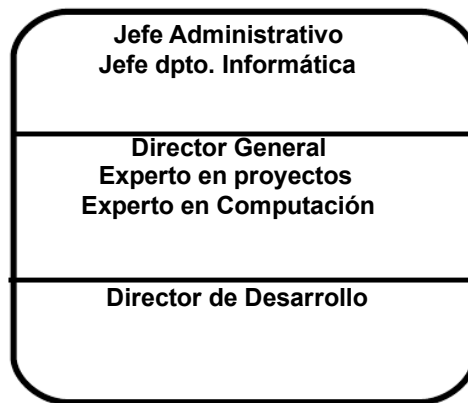 Jefe Administrativo
Jefe dpto. Informática
Director General
Experto en proyectos
Experto en Computación
Director de Desarrollo